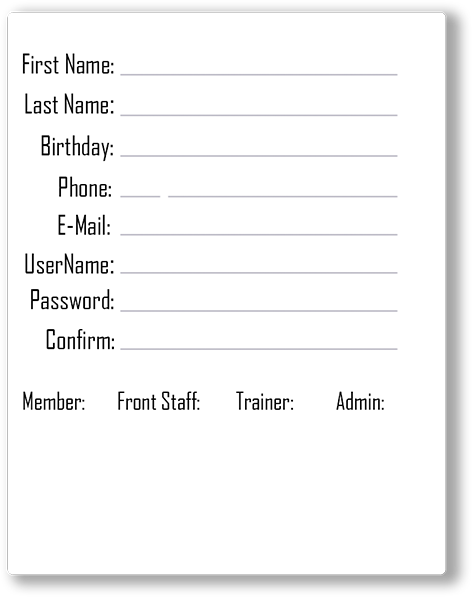 First Name:
Last Name:
Birthday:
Phone:
E-Mail:
UserName:
Password:
Confirm:
Member: Front Staff: Trainer: Admin: